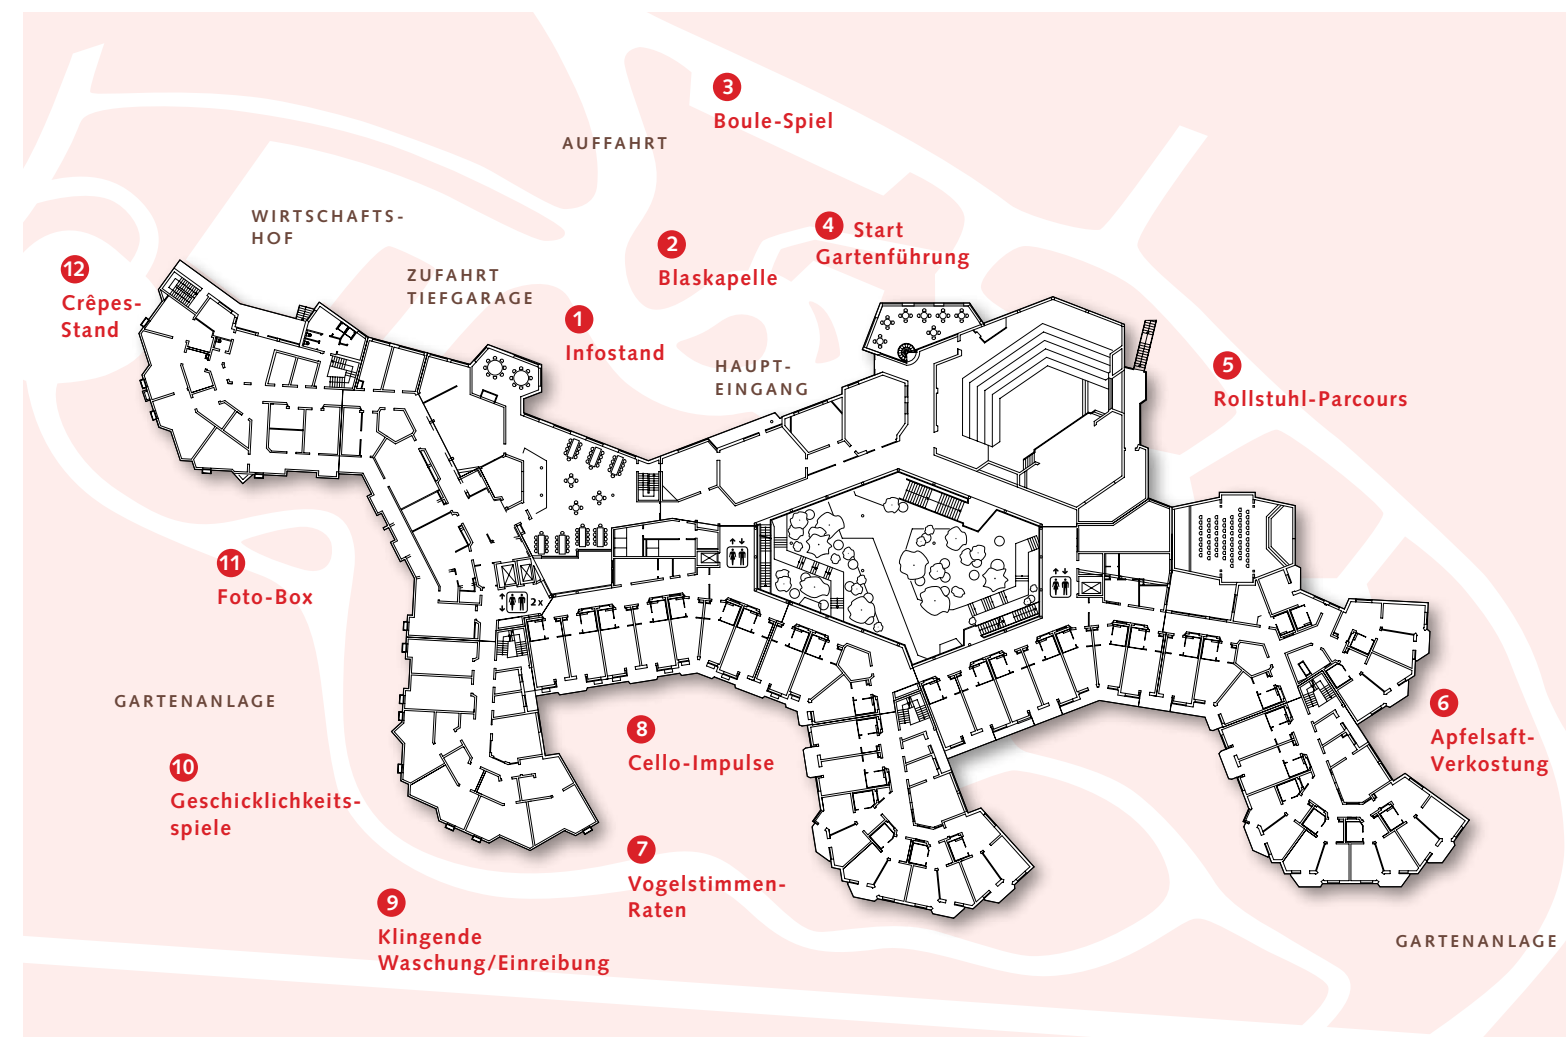 3
Boule-Spiel
AUFFAHRT
WIRTSCHAFTS-
HOF
4 Start
Gartenführung
2
Blaskapelle
12
Crêpes-
Stand
ZUFAHRT
TIEFGARAGE
1
Infostand
HAUPT-
EINGANG
5
Rollstuhl-Parcours
11
Foto-Box
2x
GARTENANLAGE
6
Apfelsaft-
Verkostung
8
Cello-Impulse
10
Geschicklichkeits-
spiele
7
Vogelstimmen-
Raten
9
Klingende
Waschung/Einreibung
GARTENANLAGE